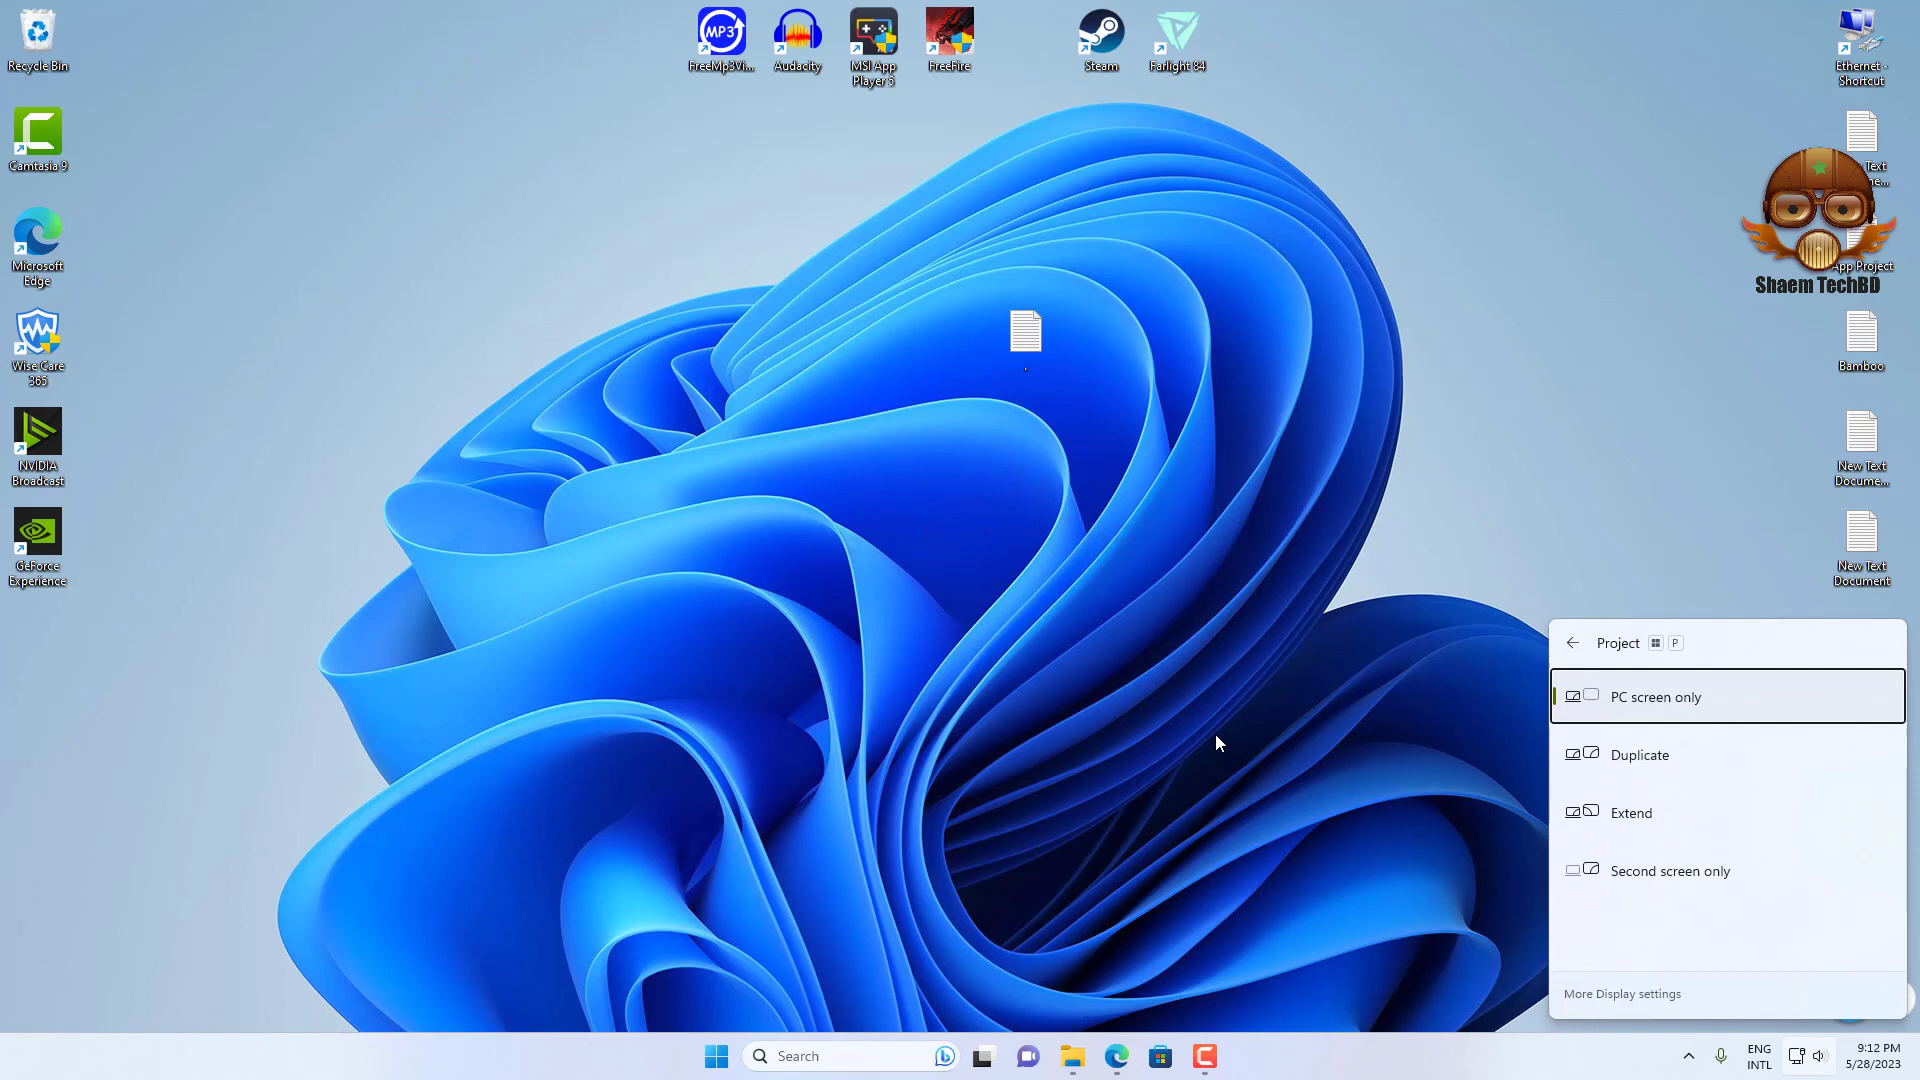 Recycle Bin
Camtasia 9
Microsoft
Edge
Wise Care
365
NVIDIA
Broadcast
GeForce
Experience
MP3
FreeMp3Vi...
Audacity
MSI App
Player 5
FreeFire
Steam
Farlight 84
.
Ethernet -
Shortcut
Text
App Project
Shaem TechBD
Bamboo
New Text
Docume...
New Text
Document
Project P
PC screen only
Duplicate
Extend
Second screen only
More Display settings
Search
ENG
INTL
9:12 PM
5/28/2023